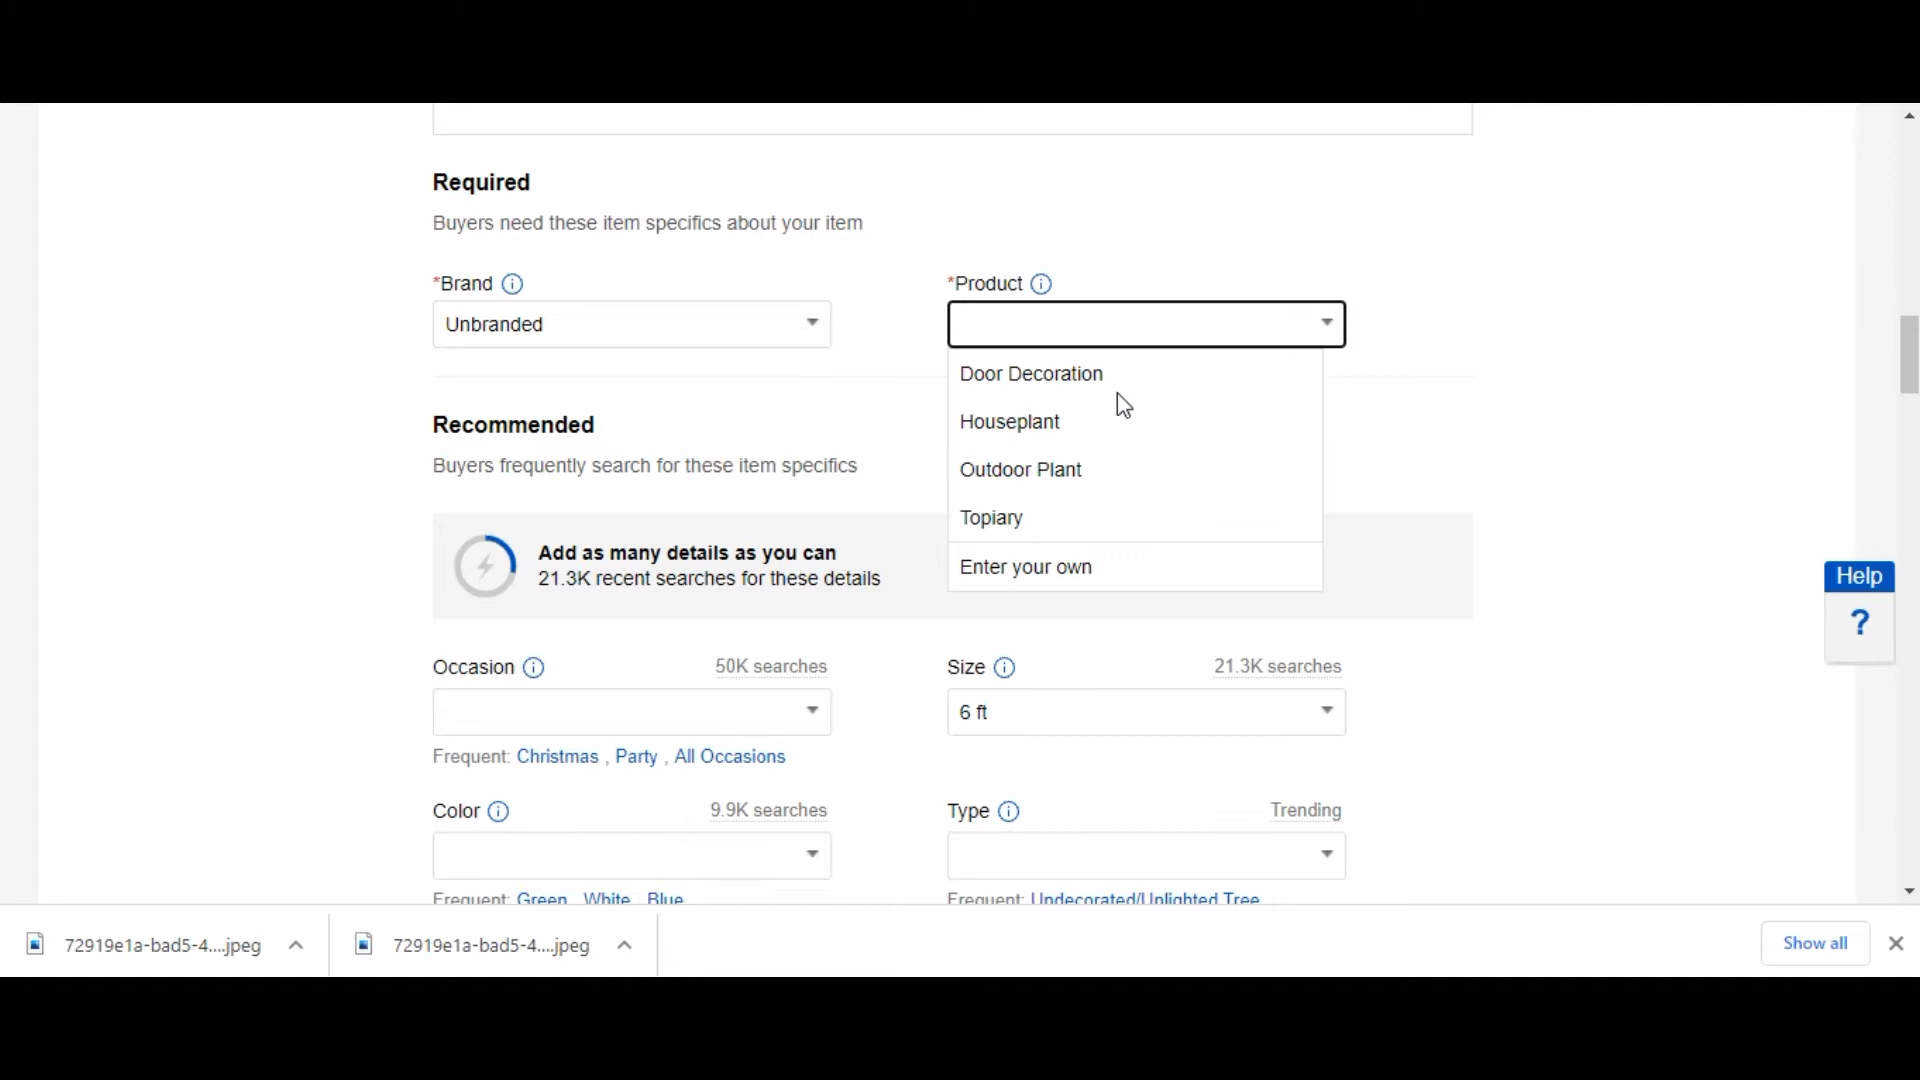 Required
Buyers need these item specifics about your item
*Brand
*Product
Unbranded
Door Decoration
Houseplant
Outdoor Plant
Topiary
Enter your own
Recommended
Buyers frequently search for these item specifics
Add as many details as you can
21.3K recent searches for these details
Occasion 50K searches
Size 21.3K searches
6 ft
Frequent: Christmas , Party , All Occasions
Color 9.9K searches
Type Trending
Frequent: Green White Blue
Frequent: Undecorated/Unlighted Tree
Help
?
72919e1a-bad5-4....jpeg
72919e1a-bad5-4....jpeg
Show all